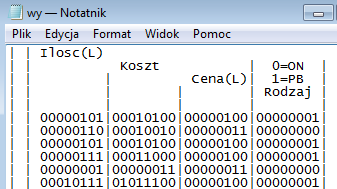 wy — Notatnik
Plik Edycja Format Widok Pomoc
| | Ilosc(L)
| | | Koszt | | 0=ON |
| | | | Cena(L)| 1=PB |
| | | | | Rodzaj |
| | | | | |
| | 00000101|00010100|00000100|00000001
| | 00000110|00010010|00000011|00000000
| | 00000101|00010100|00000100|00000001
| | 00000111|00011000|00000100|00000001
| | 00000001|00000011|00000011|00000000
| | 00010111|01011100|00000100|00000001